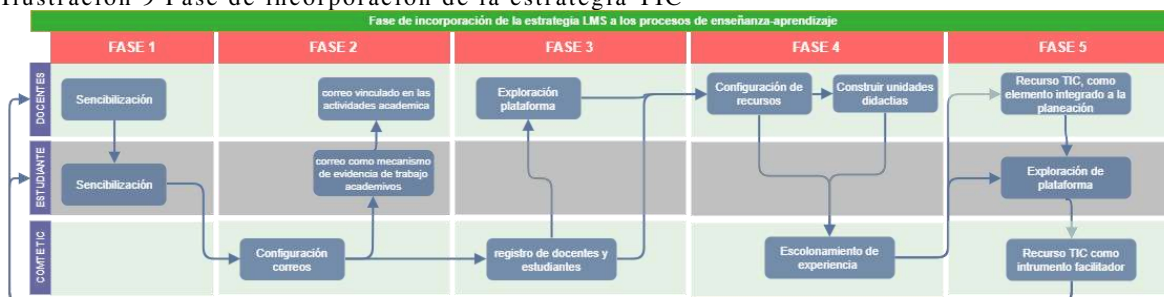 Ilustración 9 Fase de incorporación de la estrategia TIC
Fase de incorporación de la estrategia LMS a los procesos de enseñanza-aprendizaje
FASE 1
FASE 2
FASE 3
FASE 4
FASE 5
DOCENTES
Sencibilización
correo vinculado en las
actividades academica
Exploración
plataforma
Configuración de
recursos
Construir unidades
didactias
Recurso TIC, como
elemento integrado a la
planeación
ESTUDIANTE
Sencibilización
correo como mecanismo
de evidencia de trabajo
academivos
Exploración de
plataforma
COMTETIC
Configuración
correos
registro de docentes y
estudiantes
Escolonamiento de
experiencia
Recurso TIC como
intrumento facilitador